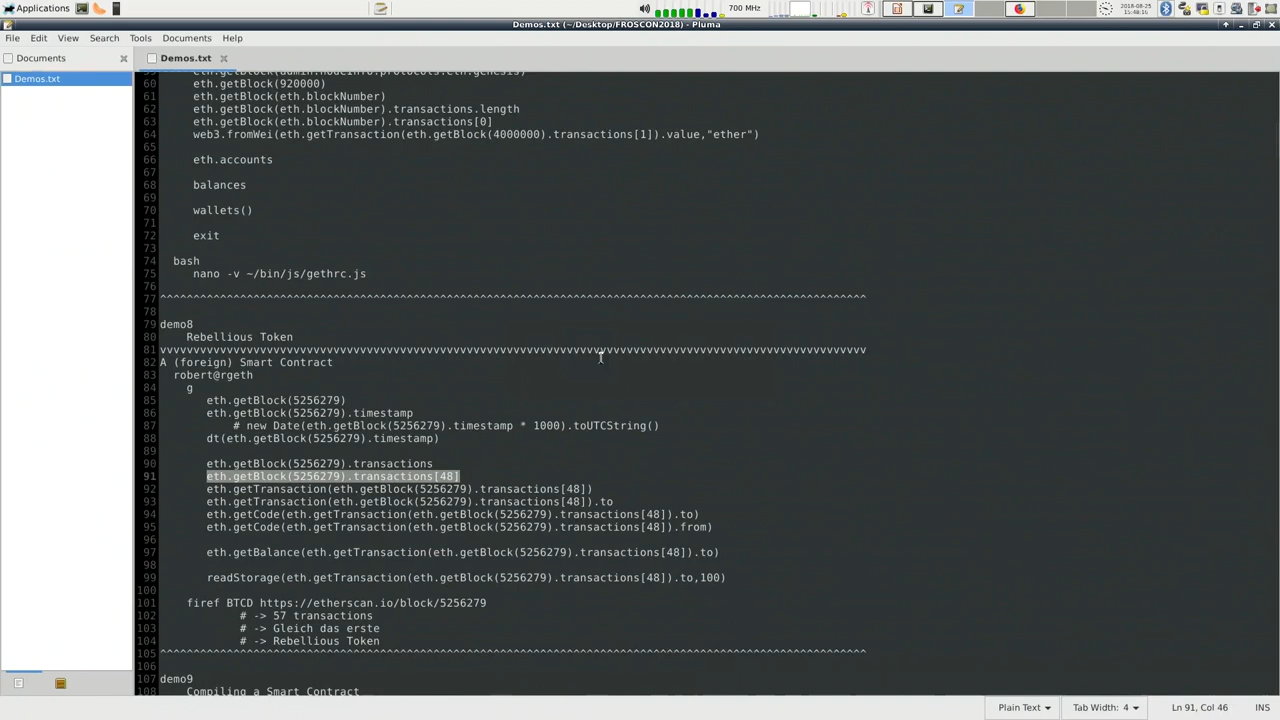 Applications
700 MHz
2018-08-25
Demos.txt (~/Desktop/FROSCON2018) - Pluma
File Edit View Search Tools Documents Help
Documents
Demos.txt
Demos.txt
59 eth.getBlock(admin.nodeInfo.protocols.eth.genesis)
60 eth.getBlock(920000)
61 eth.getBlock(eth.blockNumber)
62 eth.getBlock(eth.blockNumber).transactions.length
63 eth.getBlock(eth.blockNumber).transactions[0]
64 web3.fromWei(eth.getTransaction(eth.getBlock(4000000).transactions[1]).value,"ether")
65
66 eth.accounts
67
68 balances
69
70 wallets()
71
72 exit
73
74 bash
75 nano -v ~/bin/js/gethrc.js
76
77 ^^^^^^^^^^^^^^^^^^^^^^^^^^^^^^^^^^^^^^^^^^^^^^^^^^^^^^^^^^^^^^^^^^^^^^^^^^^^^^^^^^^^^^^^^^^^^^^^^^^^^^^^^^
78
79 demo8
80 Rebellious Token
81 vvvvvvvvvvvvvvvvvvvvvvvvvvvvvvvvvvvvvvvvvvvvvvvvvvvvvvvvvvvvvvvvvvvvvvvvvvvvvvvvvvvvvvvvvvvvvvvvvvvvvvvvvv
82 A (foreign) Smart Contract
83 robert@rgeth
84 g
85 eth.getBlock(5256279)
86 eth.getBlock(5256279).timestamp
87 # new Date(eth.getBlock(5256279).timestamp * 1000).toUTCString()
88 dt(eth.getBlock(5256279).timestamp)
89
90 eth.getBlock(5256279).transactions
91 eth.getBlock(5256279).transactions[48]
92 eth.getTransaction(eth.getBlock(5256279).transactions[48])
93 eth.getTransaction(eth.getBlock(5256279).transactions[48]).to
94 eth.getCode(eth.getTransaction(eth.getBlock(5256279).transactions[48]).to)
95 eth.getCode(eth.getTransaction(eth.getBlock(5256279).transactions[48]).from)
96
97 eth.getBalance(eth.getTransaction(eth.getBlock(5256279).transactions[48]).to)
98
99 readStorage(eth.getTransaction(eth.getBlock(5256279).transactions[48]).to,100)
100
101 firef BTCD https://etherscan.io/block/5256279
102 # -> 57 transactions
103 # -> Gleich das erste
104 # -> Rebellious Token
105 ^^^^^^^^^^^^^^^^^^^^^^^^^^^^^^^^^^^^^^^^^^^^^^^^^^^^^^^^^^^^^^^^^^^^^^^^^^^^^^^^^^^^^^^^^^^^^^^^^^^^^^^^^^
106
107 demo9
108 Compiling a Smart Contract
Plain Text Tab Width: 4 Ln 91, Col 46 INS